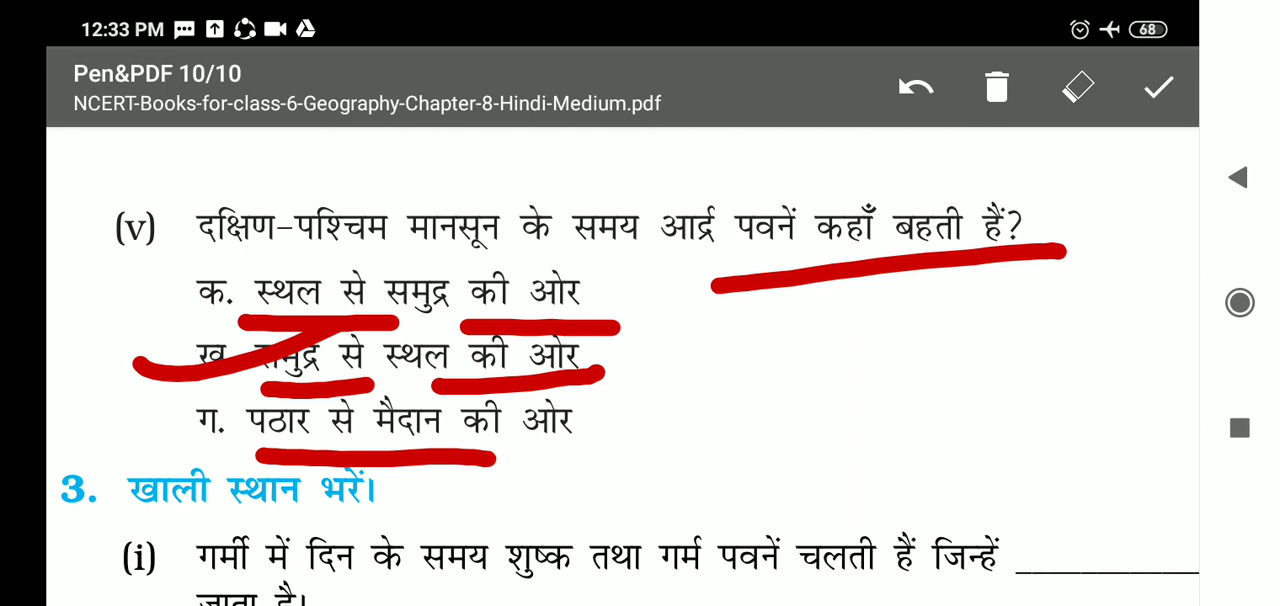 12:33 PM 68
Pen&PDF 10/10
NCERT-Books-for-class-6-Geography-Chapter-8-Hindi-Medium.pdf
(v) दक्षिण-पश्चिम मानसून के समय आर्द्र पवनें कहाँ बहती हैं?
क. स्थल से समुद्र की ओर
ख. समुद्र से स्थल की ओर
ग. पठार से मैदान की ओर
3. खाली स्थान भरें।
(i) गर्मी में दिन के समय शुष्क तथा गर्म पवनें चलती हैं जिन्हें ____________
जाता है।